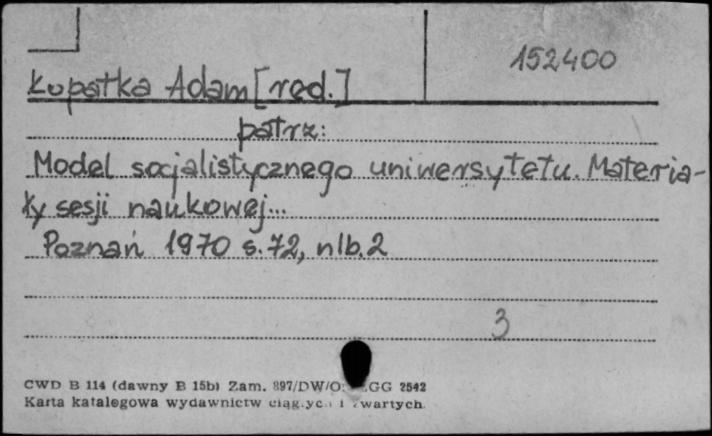 152400
Łopatka Adam [red.]
patrz:
Model socjalistycznego uniwersytetu. Materia-
ły sesji naukowej...
Poznań 1970 s. 72, nlb. 2
3
CWD B 114 (dawny B 15b) Zam. 897/DW/O: GG 2542
Karta katalogowa wydawnictw i zwartych.